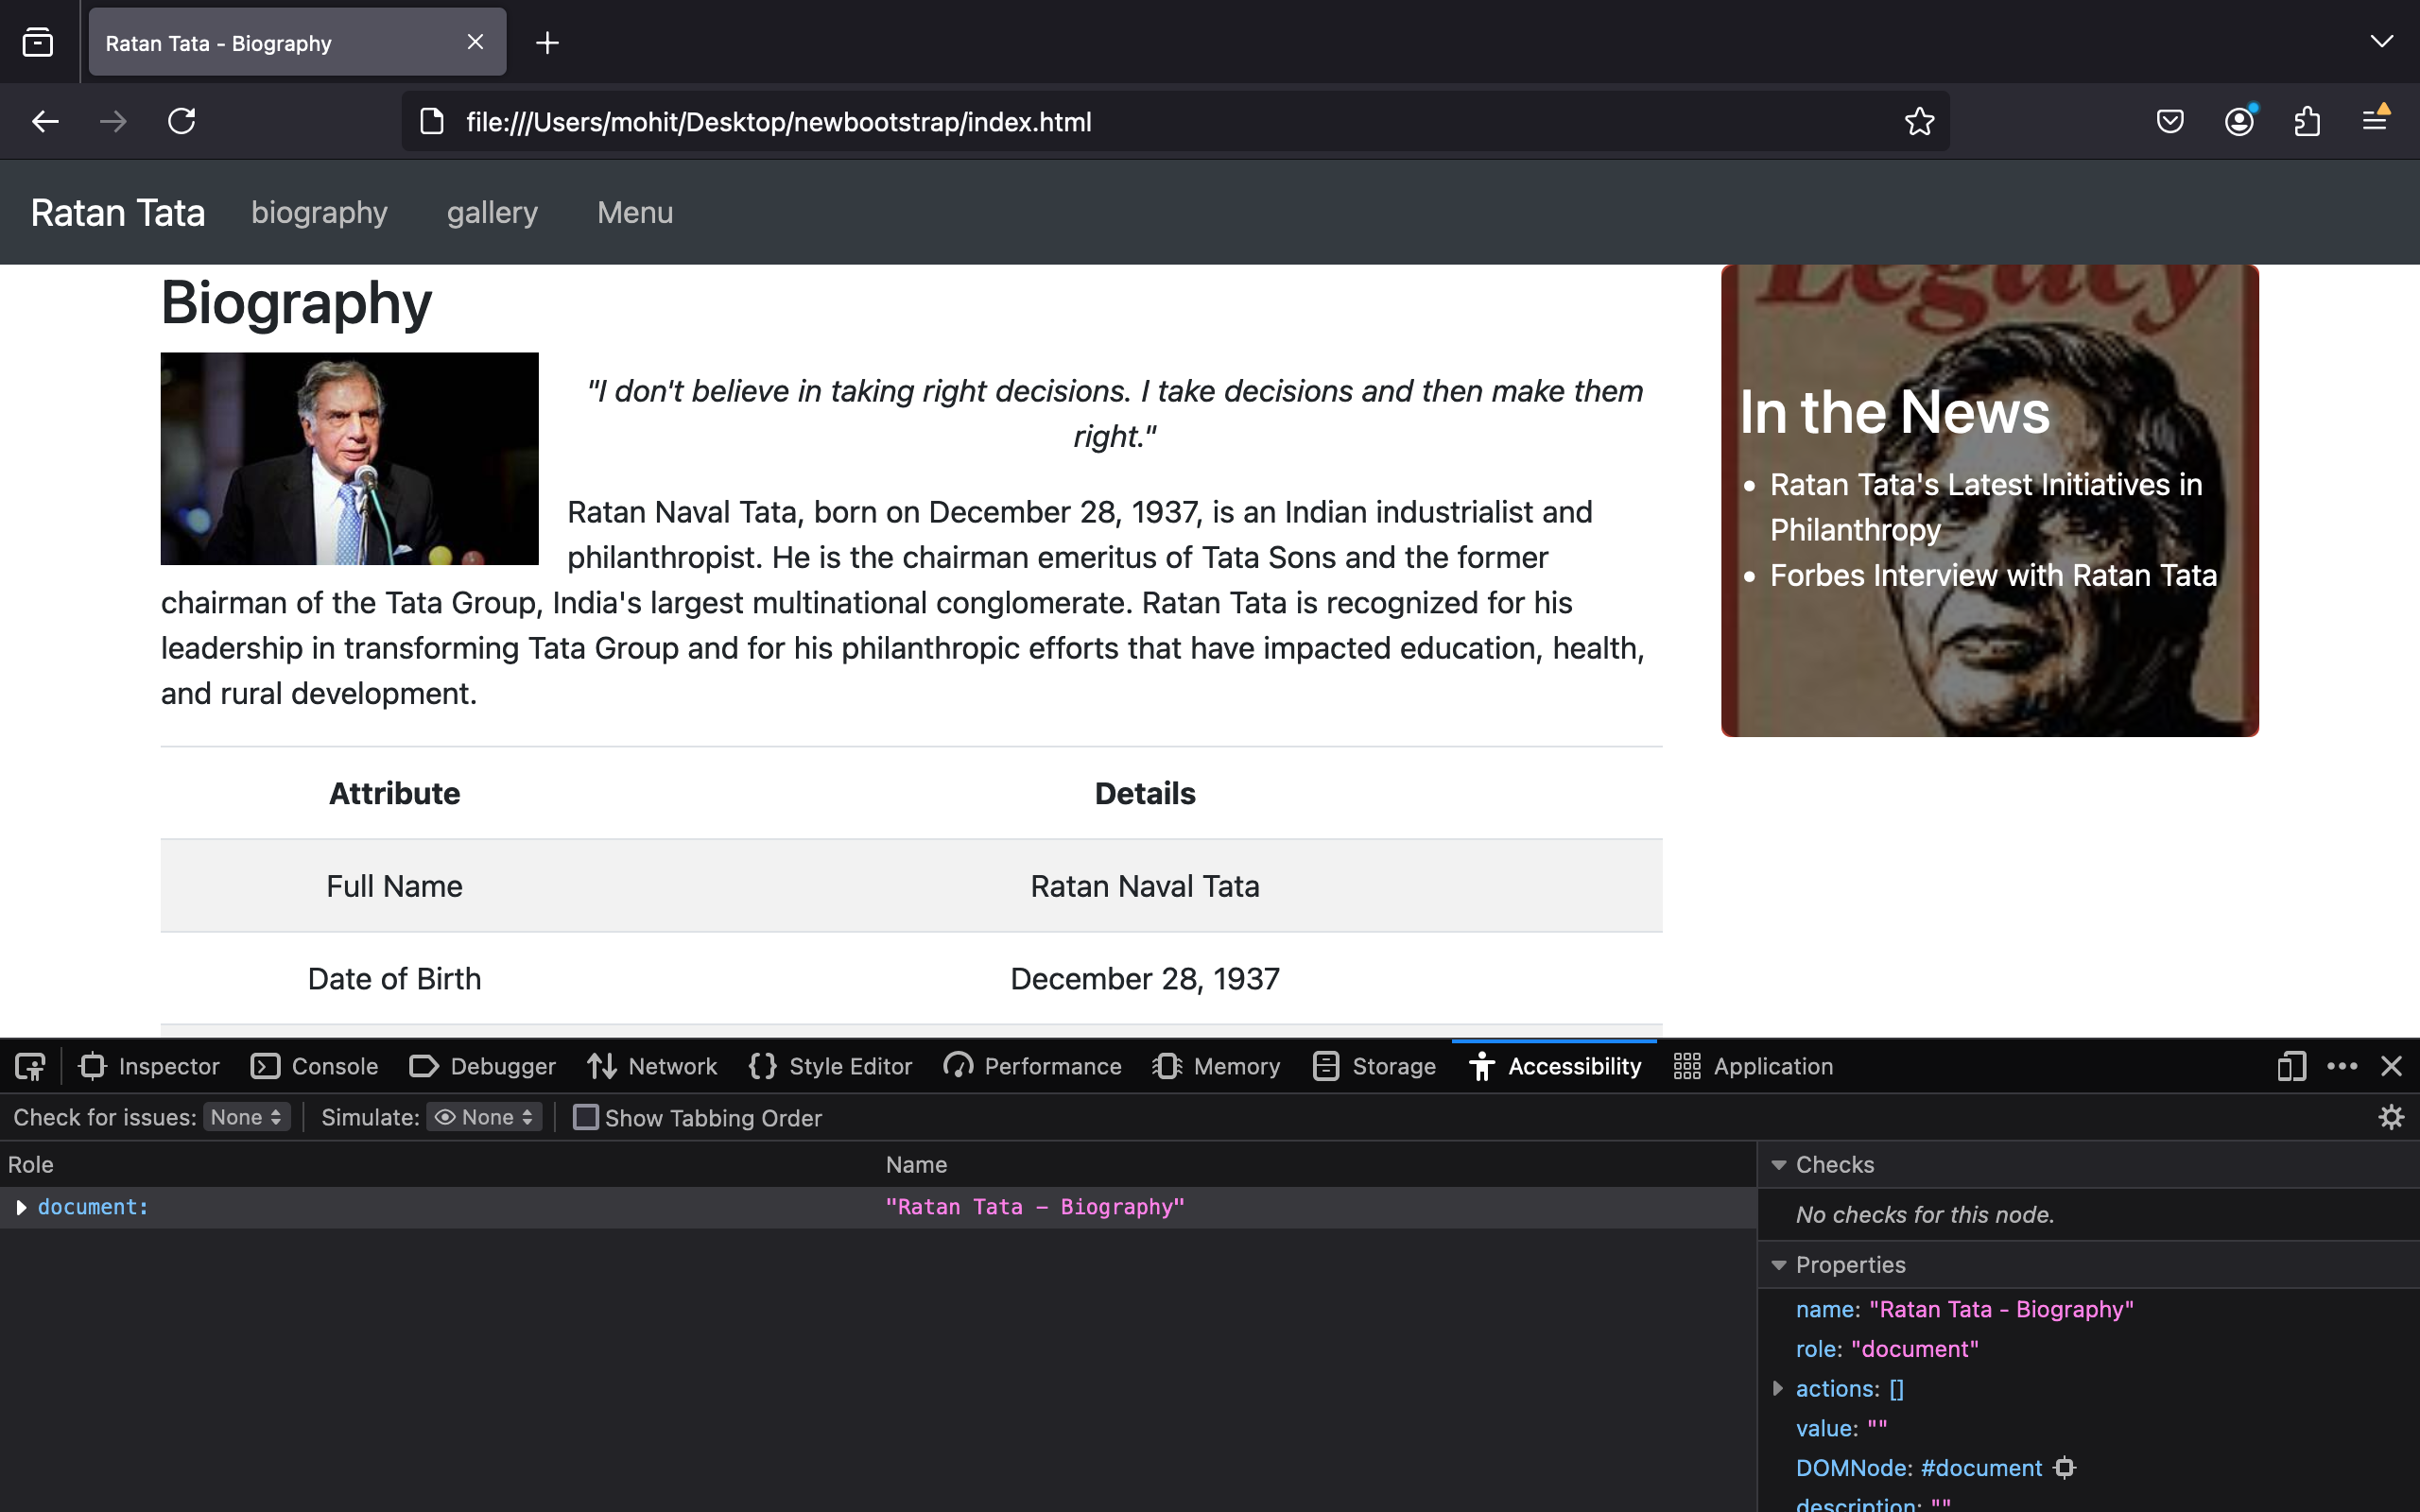 Ratan Tata - Biography
file:///Users/mohit/Desktop/newbootstrap/index.html
Ratan Tata biography gallery Menu
Biography
"I don't believe in taking right decisions. I take decisions and then make them
right."
Ratan Naval Tata, born on December 28, 1937, is an Indian industrialist and
philanthropist. He is the chairman emeritus of Tata Sons and the former
chairman of the Tata Group, India's largest multinational conglomerate. Ratan Tata is recognized for his
leadership in transforming Tata Group and for his philanthropic efforts that have impacted education, health,
and rural development.
Legacy
In the News
• Ratan Tata's Latest Initiatives in
Philanthropy
• Forbes Interview with Ratan Tata
Attribute Details
Full Name Ratan Naval Tata
Date of Birth December 28, 1937
Inspector Console Debugger Network Style Editor Performance Memory Storage Accessibility Application
Check for issues: None Simulate: None Show Tabbing Order
Role Name
document: "Ratan Tata - Biography"
Checks
No checks for this node.
Properties
name: "Ratan Tata - Biography"
role: "document"
actions: []
value: ""
DOMNode: #document
description: ""